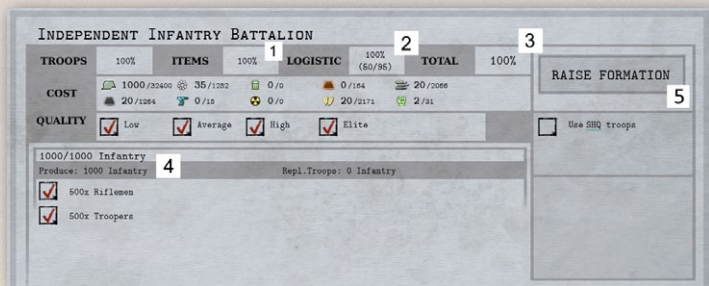 INDEPENDENT INFANTRY BATTALION
TROOPS 100% ITEMS 100% 1 LOGISTIC 100% (50/95) 2 TOTAL 100% 3
RAISE FORMATION
5
COST 1000/32400 35/1252 0/0 0/164 20/2066
20/1264 0/15 0/0 20/2171 2/31
QUALITY Low Average High Elite
Use SHQ troops
1000/1000 Infantry
Produce: 1000 Infantry 4 Repl.Troops: 0 Infantry
500x Riflemen
500x Troopers